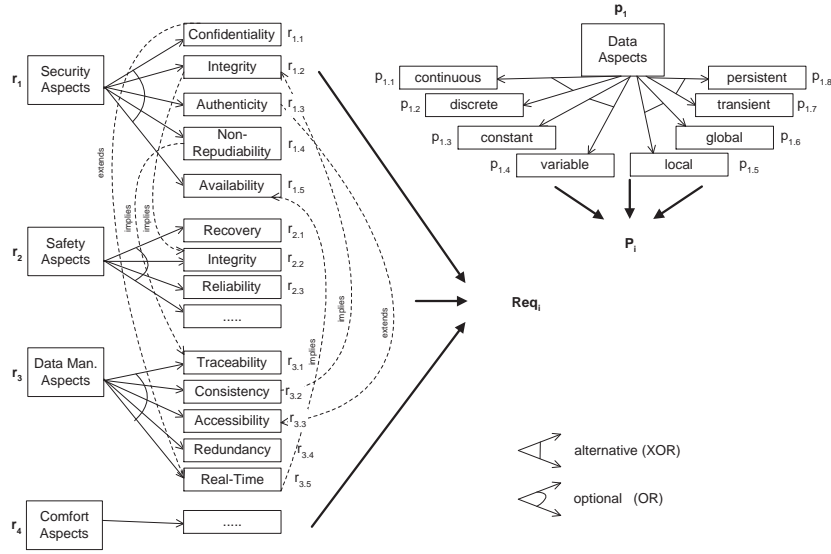 Confidentiality r1.1
Integrity r1.2
r1 Security
Aspects
Authenticity r1.3
Non-
Repudiability r1.4
Availability r1.5
extends
implies
implies
Recovery r2.1
r2 Safety
Aspects
Integrity r2.2
Reliability r2.3
.....
implies
implies
extends
Traceability r3.1
r3 Data Man.
Aspects
Consistency r3.2
Accessibility r3.3
Redundancy r3.4
Real-Time r3.5
r4 Comfort
Aspects
.....
Reqi
p1
Data
Aspects
p1.1 continuous
persistent p1.8
p1.2 discrete
transient p1.7
p1.3 constant
global p1.6
p1.4 variable
local p1.5
Pi
alternative (XOR)
optional (OR)